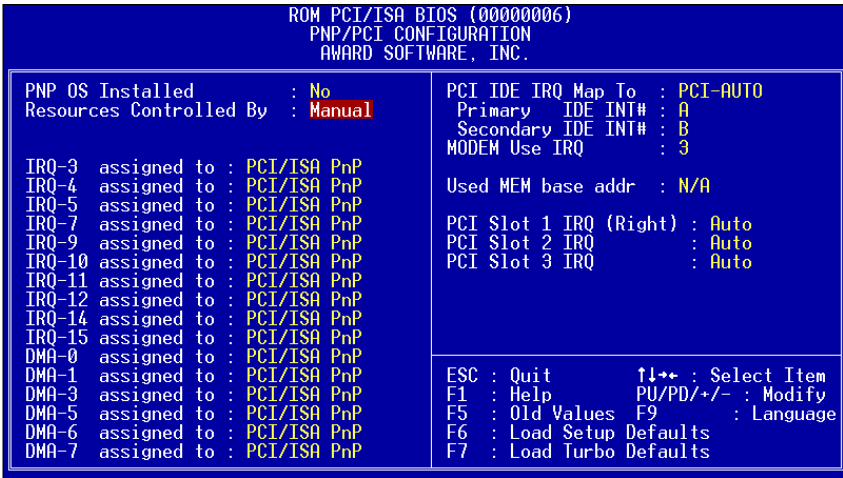 ROM PCI/ISA BIOS (00000006)
PNP/PCI CONFIGURATION
AWARD SOFTWARE, INC.
PNP OS Installed : No
Resources Controlled By : Manual
IRQ-3 assigned to : PCI/ISA PnP
IRQ-4 assigned to : PCI/ISA PnP
IRQ-5 assigned to : PCI/ISA PnP
IRQ-7 assigned to : PCI/ISA PnP
IRQ-9 assigned to : PCI/ISA PnP
IRQ-10 assigned to : PCI/ISA PnP
IRQ-11 assigned to : PCI/ISA PnP
IRQ-12 assigned to : PCI/ISA PnP
IRQ-14 assigned to : PCI/ISA PnP
IRQ-15 assigned to : PCI/ISA PnP
DMA-0 assigned to : PCI/ISA PnP
DMA-1 assigned to : PCI/ISA PnP
DMA-3 assigned to : PCI/ISA PnP
DMA-5 assigned to : PCI/ISA PnP
DMA-6 assigned to : PCI/ISA PnP
DMA-7 assigned to : PCI/ISA PnP
PCI IDE IRQ Map To : PCI-AUTO
Primary IDE INT# : A
Secondary IDE INT# : B
MODEM Use IRQ : 3
Used MEM base addr : N/A
PCI Slot 1 IRQ (Right) : Auto
PCI Slot 2 IRQ : Auto
PCI Slot 3 IRQ : Auto
ESC : Quit ↑↓→← : Select Item
F1 : Help PU/PD/+/- : Modify
F5 : Old Values F9 : Language
F6 : Load Setup Defaults
F7 : Load Turbo Defaults